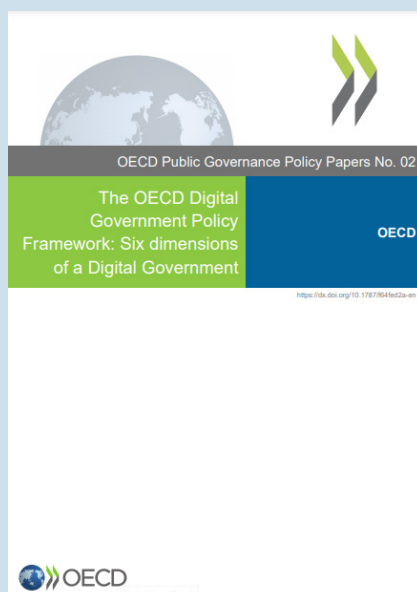 OECD Public Governance Policy Papers No. 02
The OECD Digital
Government Policy
Framework: Six dimensions
of a Digital Government
OECD
https://dx.doi.org/10.1787/f64fed2a-en
OECD